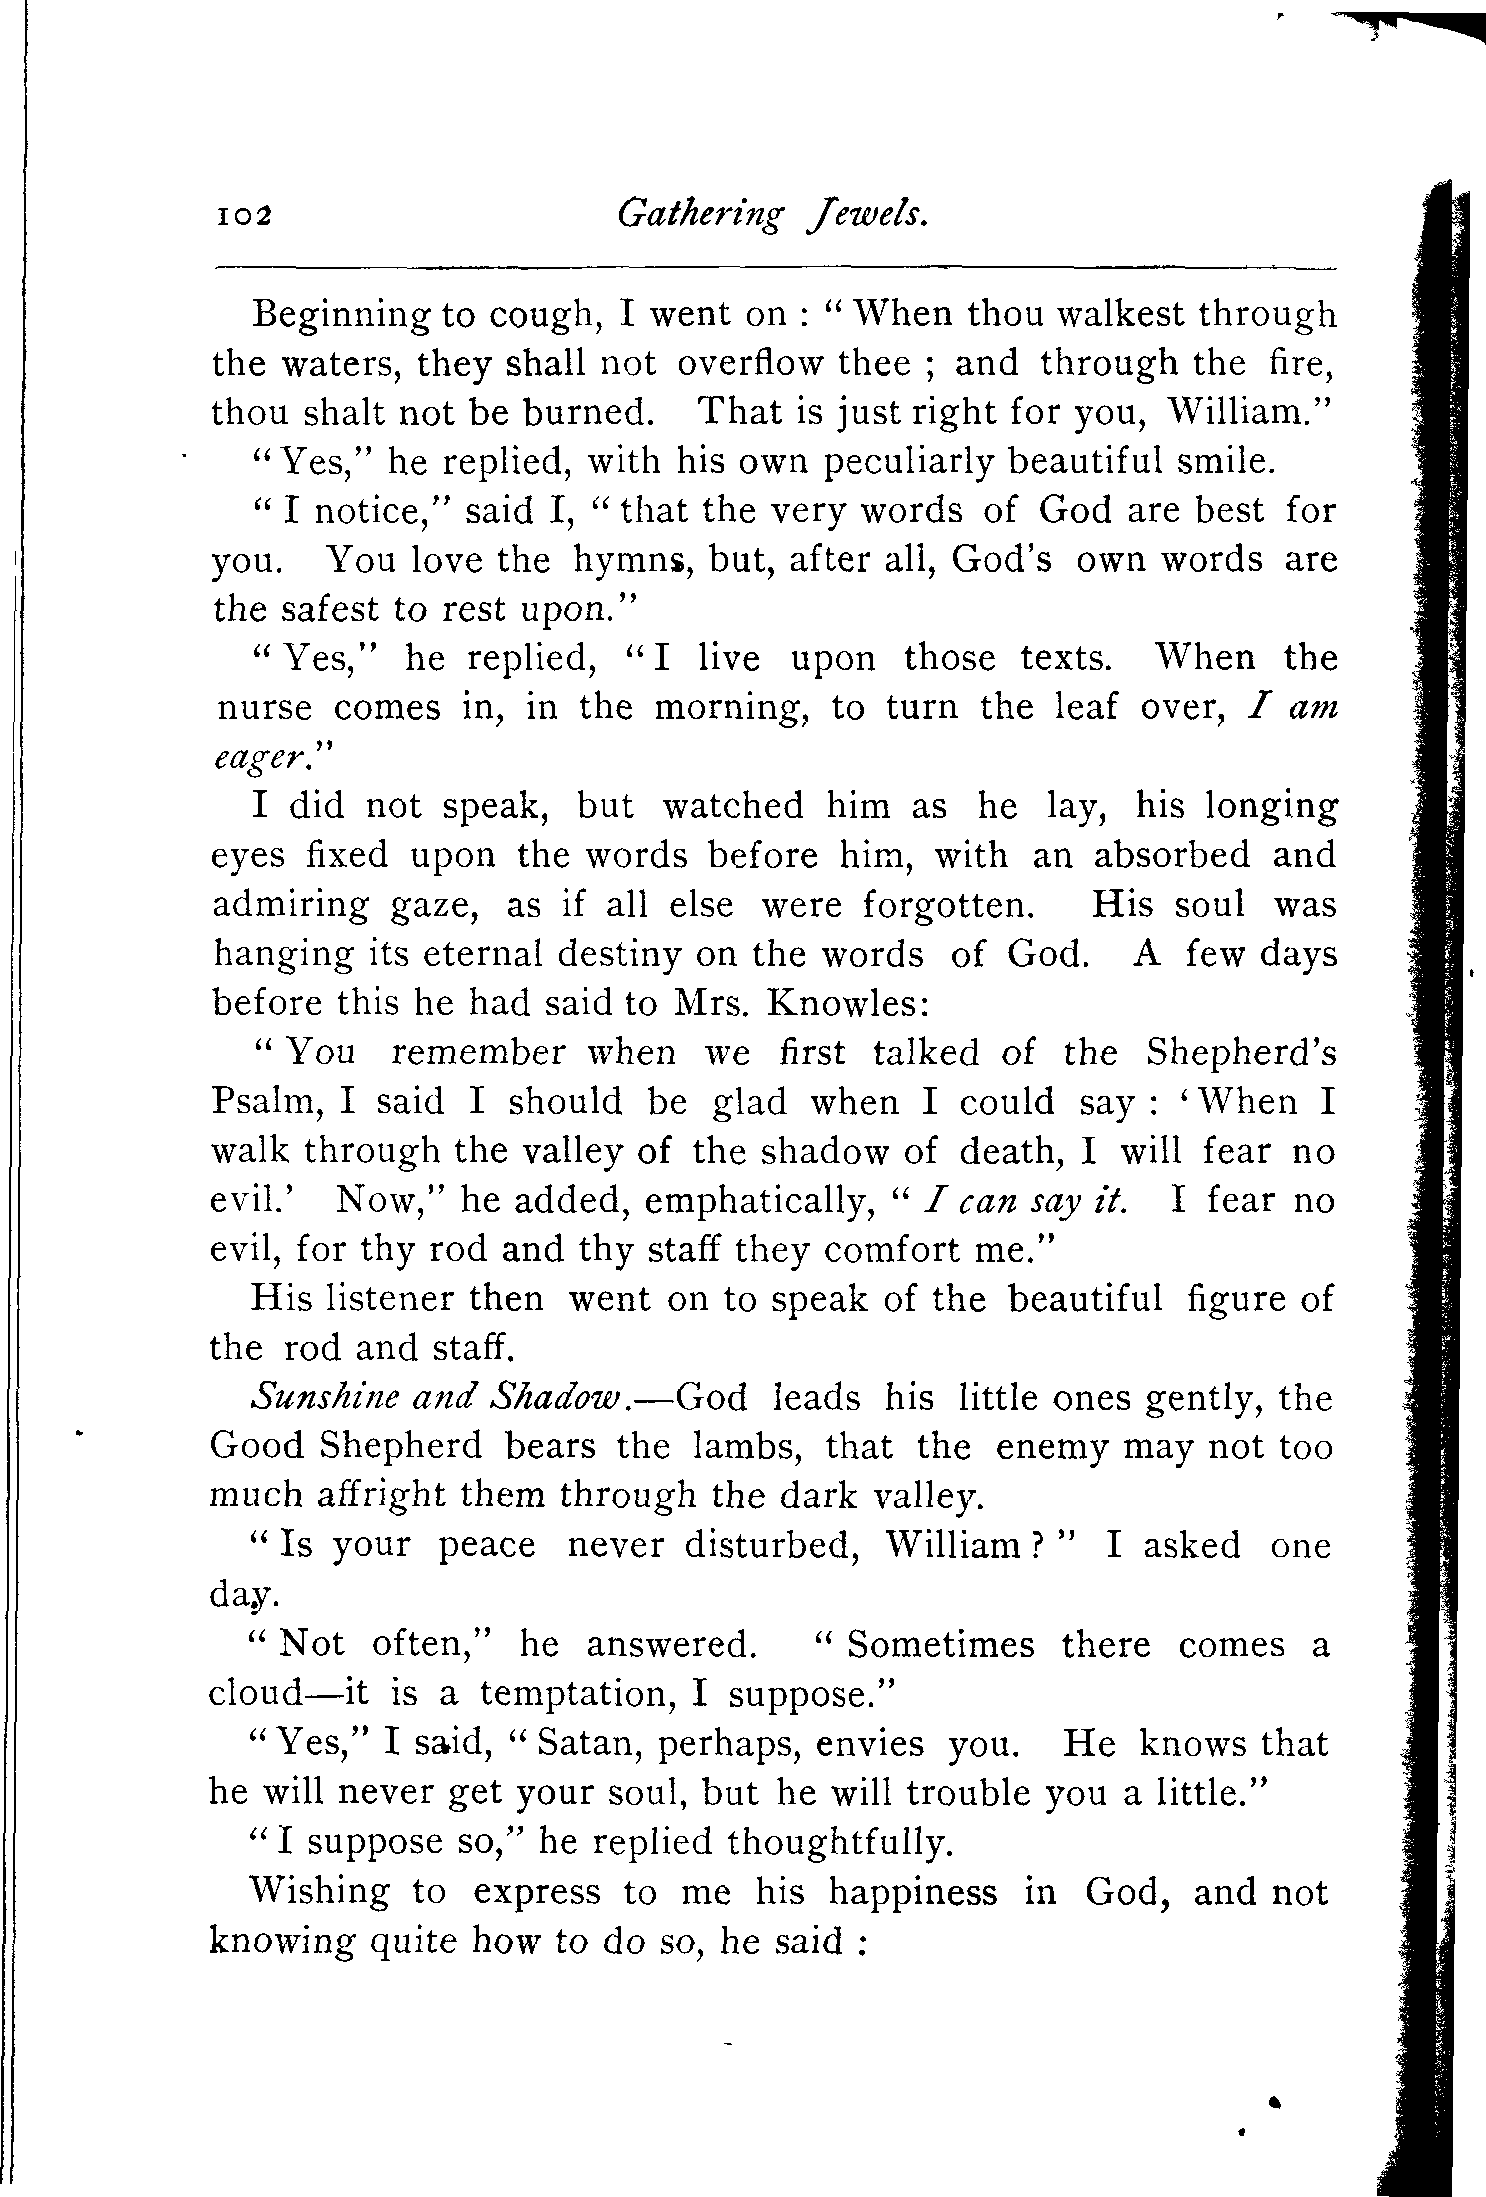 102 Gathering Jewels.
Beginning to cough, I went on : “ When thou walkest through
the waters, they shall not overflow thee ; and through the fire,
thou shalt not be burned. That is just right for you, William.”
“ Yes,” he replied, with his own peculiarly beautiful smile.
“ I notice,” said I, “ that the very words of God are best for
you. You love the hymns, but, after all, God’s own words are
the safest to rest upon.”
“ Yes,” he replied, “ I live upon those texts. When the
nurse comes in, in the morning, to turn the leaf over, I am
eager.”
I did not speak, but watched him as he lay, his longing
eyes fixed upon the words before him, with an absorbed and
admiring gaze, as if all else were forgotten. His soul was
hanging its eternal destiny on the words of God. A few days
before this he had said to Mrs. Knowles:
“ You remember when we first talked of the Shepherd’s
Psalm, I said I should be glad when I could say : ‘ When I
walk through the valley of the shadow of death, I will fear no
evil.’ Now,” he added, emphatically, “ I can say it. I fear no
evil, for thy rod and thy staff they comfort me.”
His listener then went on to speak of the beautiful figure of
the rod and staff.
Sunshine and Shadow.—God leads his little ones gently, the
Good Shepherd bears the lambs, that the enemy may not too
much affright them through the dark valley.
“ Is your peace never disturbed, William ? ” I asked one
day.
“ Not often,” he answered. “ Sometimes there comes a
cloud—it is a temptation, I suppose.”
“ Yes,” I said, “ Satan, perhaps, envies you. He knows that
he will never get your soul, but he will trouble you a little.”
“ I suppose so,” he replied thoughtfully.
Wishing to express to me his happiness in God, and not
knowing quite how to do so, he said :